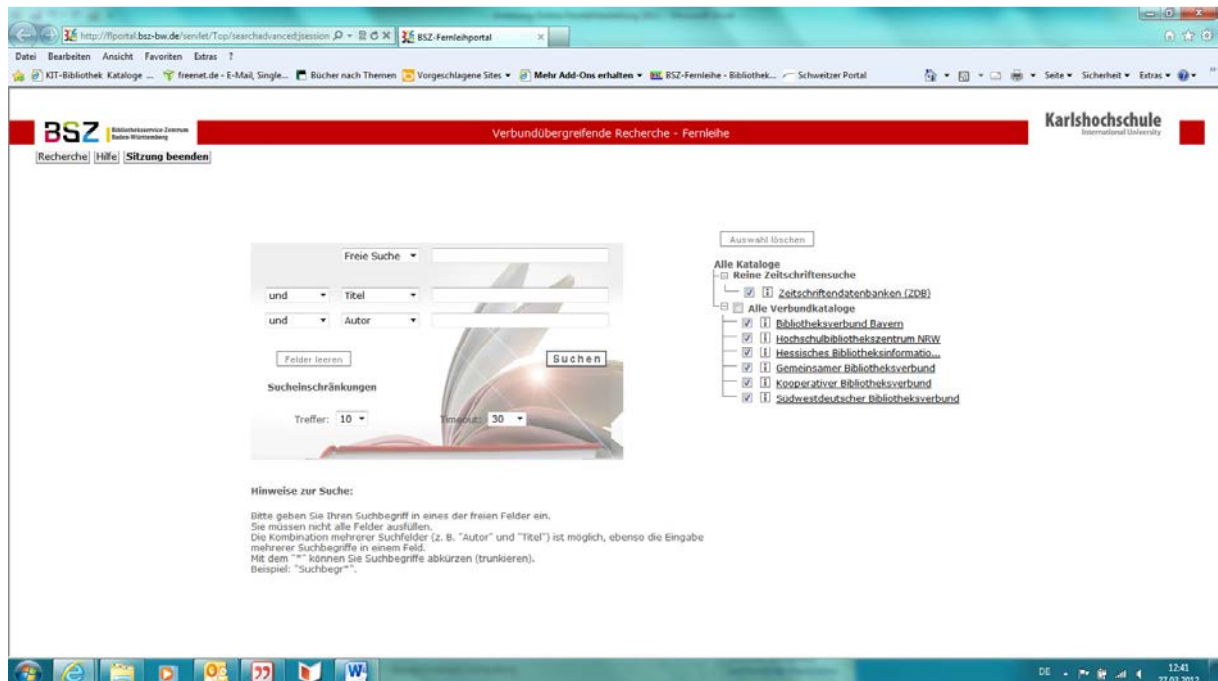 http://flportal.bsz-bw.de/servlet/Top/searchadvanced;jsession
BSZ-Fernleihportal
Datei Bearbeiten Ansicht Favoriten Extras ?
KIT-Bibliothek Kataloge ... freenet.de - E-Mail, Single... Bücher nach Themen Vorgeschlagene Sites Mehr Add-Ons erhalten BSZ-Fernleihe - Bibliothek... Schweitzer Portal Seite Sicherheit Extras
BSZ Bibliotheksservice-Zentrum
Baden-Württemberg
Verbundübergreifende Recherche - Fernleihe
Karlshochschule
International University
Recherche Hilfe Sitzung beenden
Freie Suche
und Titel
und Autor
Felder leeren Suchen
Sucheinschränkungen
Treffer: 10 Timeout: 30
Auswahl löschen
Alle Kataloge
Reine Zeitschriftensuche
Zeitschriftendatenbanken (ZDB)
Alle Verbundkataloge
Bibliotheksverbund Bayern
Hochschulbibliothekszentrum NRW
Hessisches Bibliotheksinformatio...
Gemeinsamer Bibliotheksverbund
Kooperativer Bibliotheksverbund
Südwestdeutscher Bibliotheksverbund
Hinweise zur Suche:
Bitte geben Sie Ihren Suchbegriff in eines der freien Felder ein.
Sie müssen nicht alle Felder ausfüllen.
Die Kombination mehrerer Suchfelder (z. B. "Autor" und "Titel") ist möglich, ebenso die Eingabe
mehrerer Suchbegriffe in einem Feld.
Mit dem "*" können Sie Suchbegriffe abkürzen (trunkieren).
Beispiel: "Suchbegr*".
DE 12:41
27.02.2012